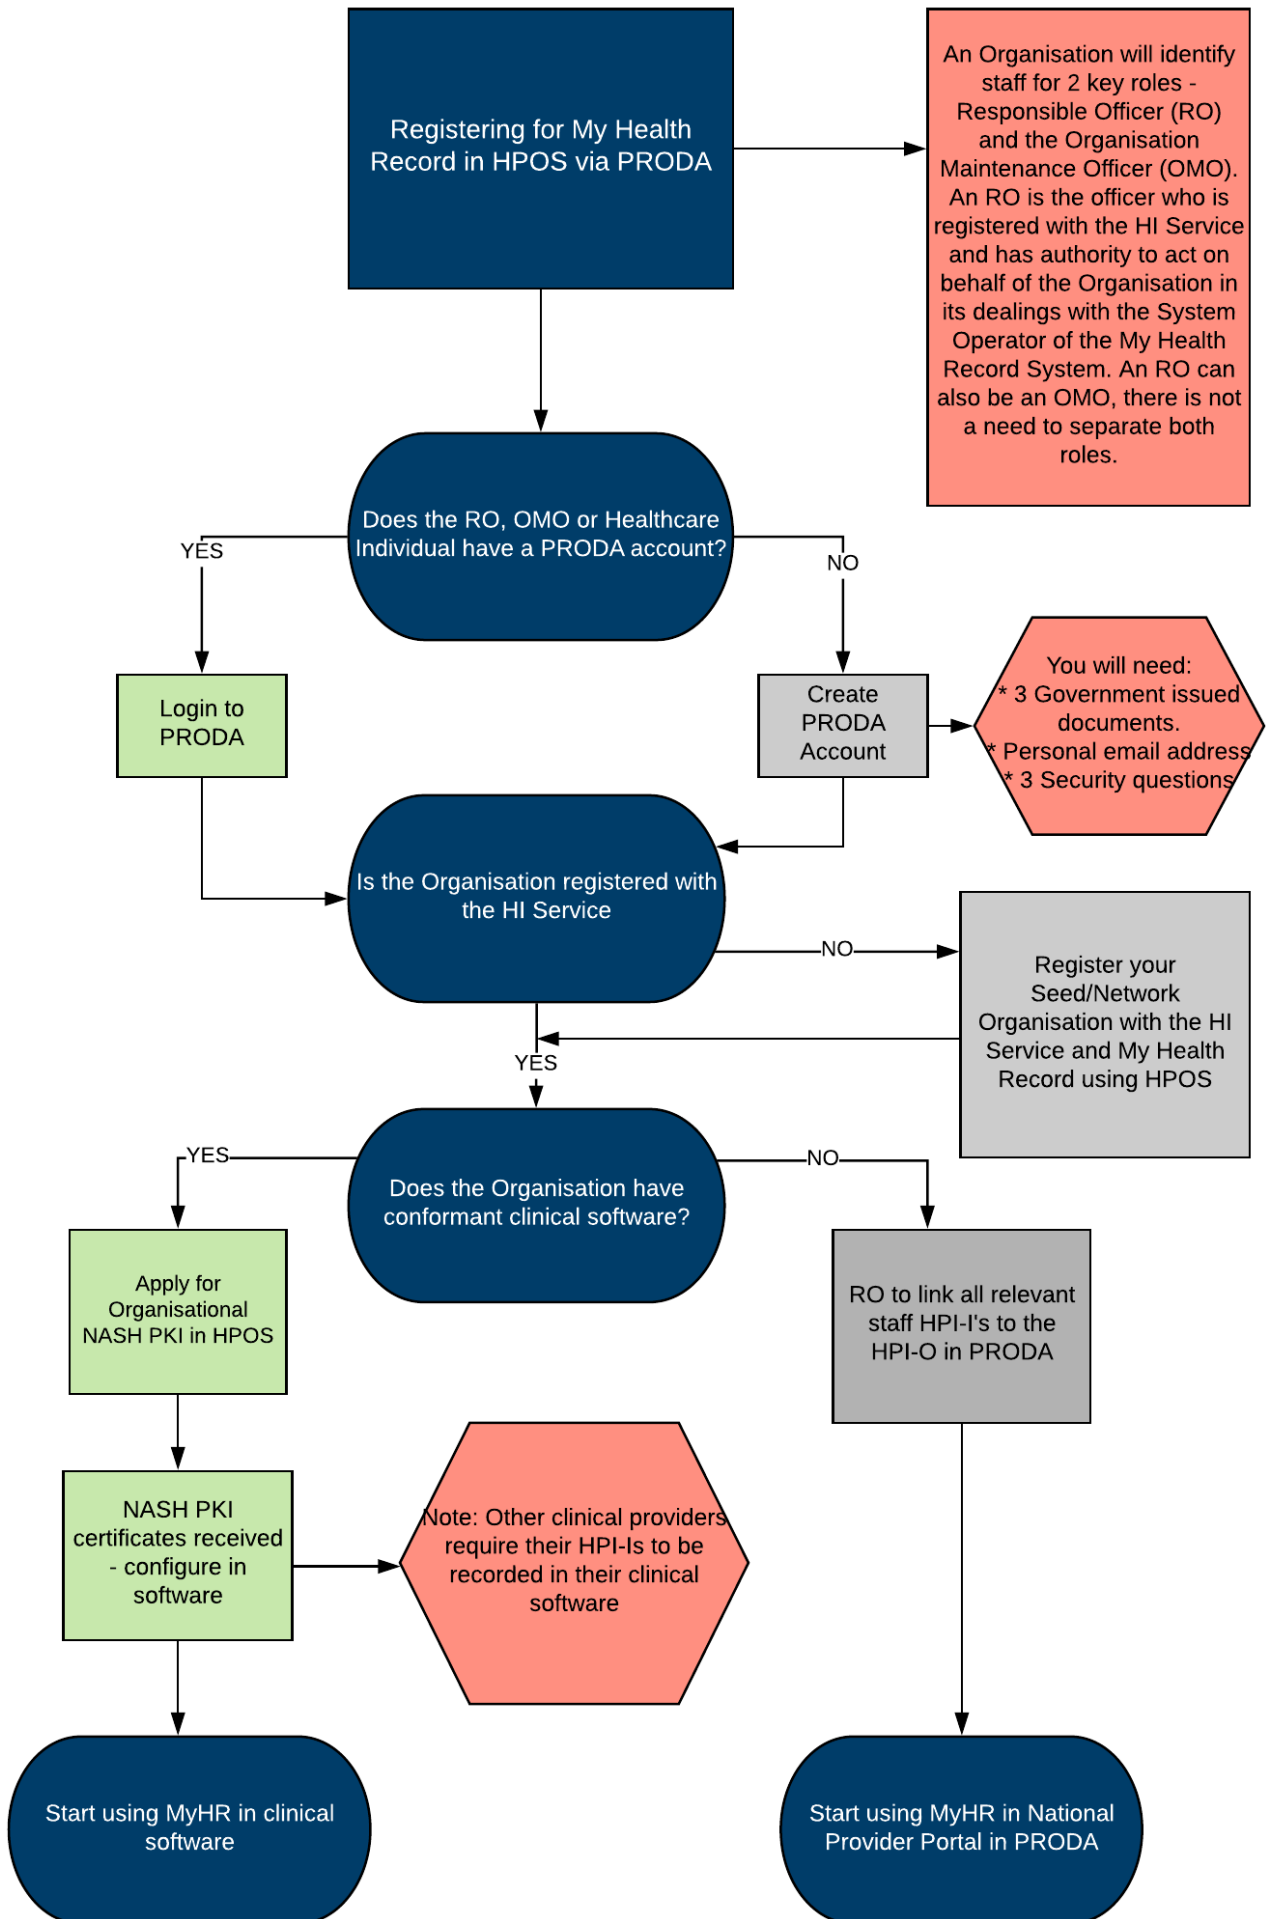 Registering for My Health
Record in HPOS via PRODA
An Organisation will identify
staff for 2 key roles -
Responsible Officer (RO)
and the Organisation
Maintenance Officer (OMO).
An RO is the officer who is
registered with the HI Service
and has authority to act on
behalf of the Organisation in
its dealings with the System
Operator of the My Health
Record System. An RO can
also be an OMO, there is not
a need to separate both
roles.
Does the RO, OMO or Healthcare
Individual have a PRODA account?
YES
NO
Login to
PRODA
Create
PRODA
Account
You will need:
* 3 Government issued
documents.
* Personal email address
* 3 Security questions
Is the Organisation registered with
the HI Service
NO
Register your
Seed/Network
Organisation with the HI
Service and My Health
Record using HPOS
YES
Does the Organisation have
conformant clinical software?
YES
NO
Apply for
Organisational
NASH PKI in HPOS
RO to link all relevant
staff HPI-I's to the
HPI-O in PRODA
NASH PKI
certificates received
- configure in
software
Note: Other clinical providers
require their HPI-Is to be
recorded in their clinical
software
Start using MyHR in clinical
software
Start using MyHR in National
Provider Portal in PRODA